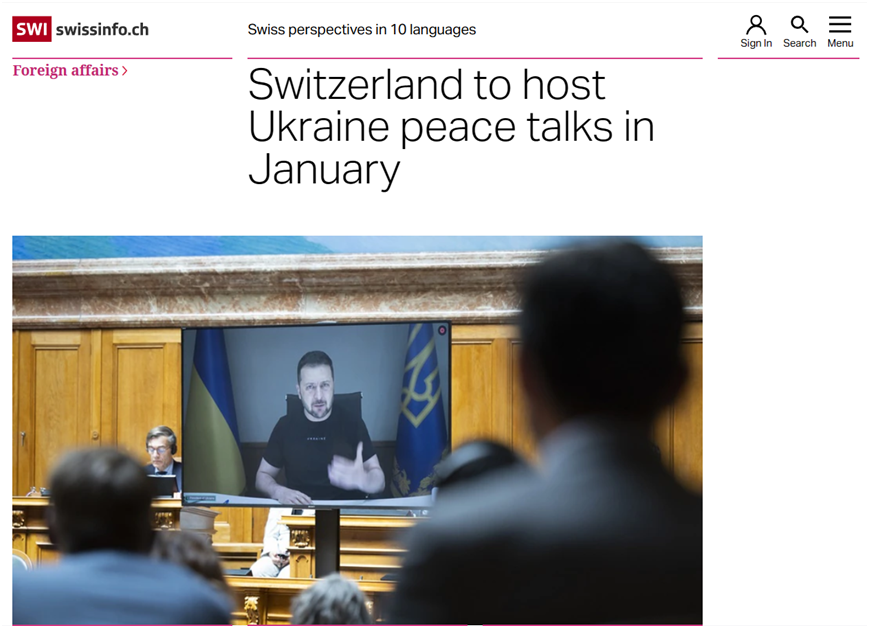 SWI swissinfo.ch
Swiss perspectives in 10 languages
Sign In
Search
Menu
Foreign affairs
Switzerland to host
Ukraine peace talks in
January